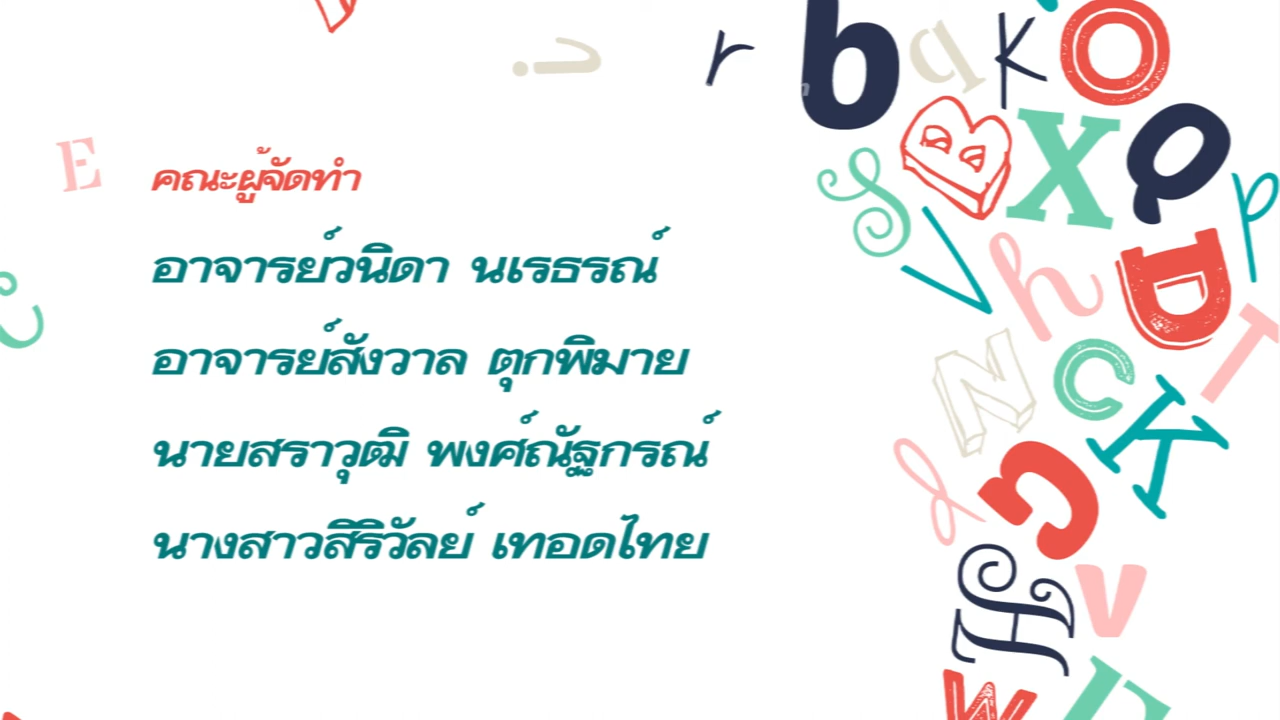 คณะผู้จัดทำ
อาจารย์วนิดา นเรธรณ์
อาจารย์สังวาล ตุกพิมาย
นายสราวุฒิ พงศ์ณัฐกรณ์
นางสาวสิริวัลย์ เทอดไทย